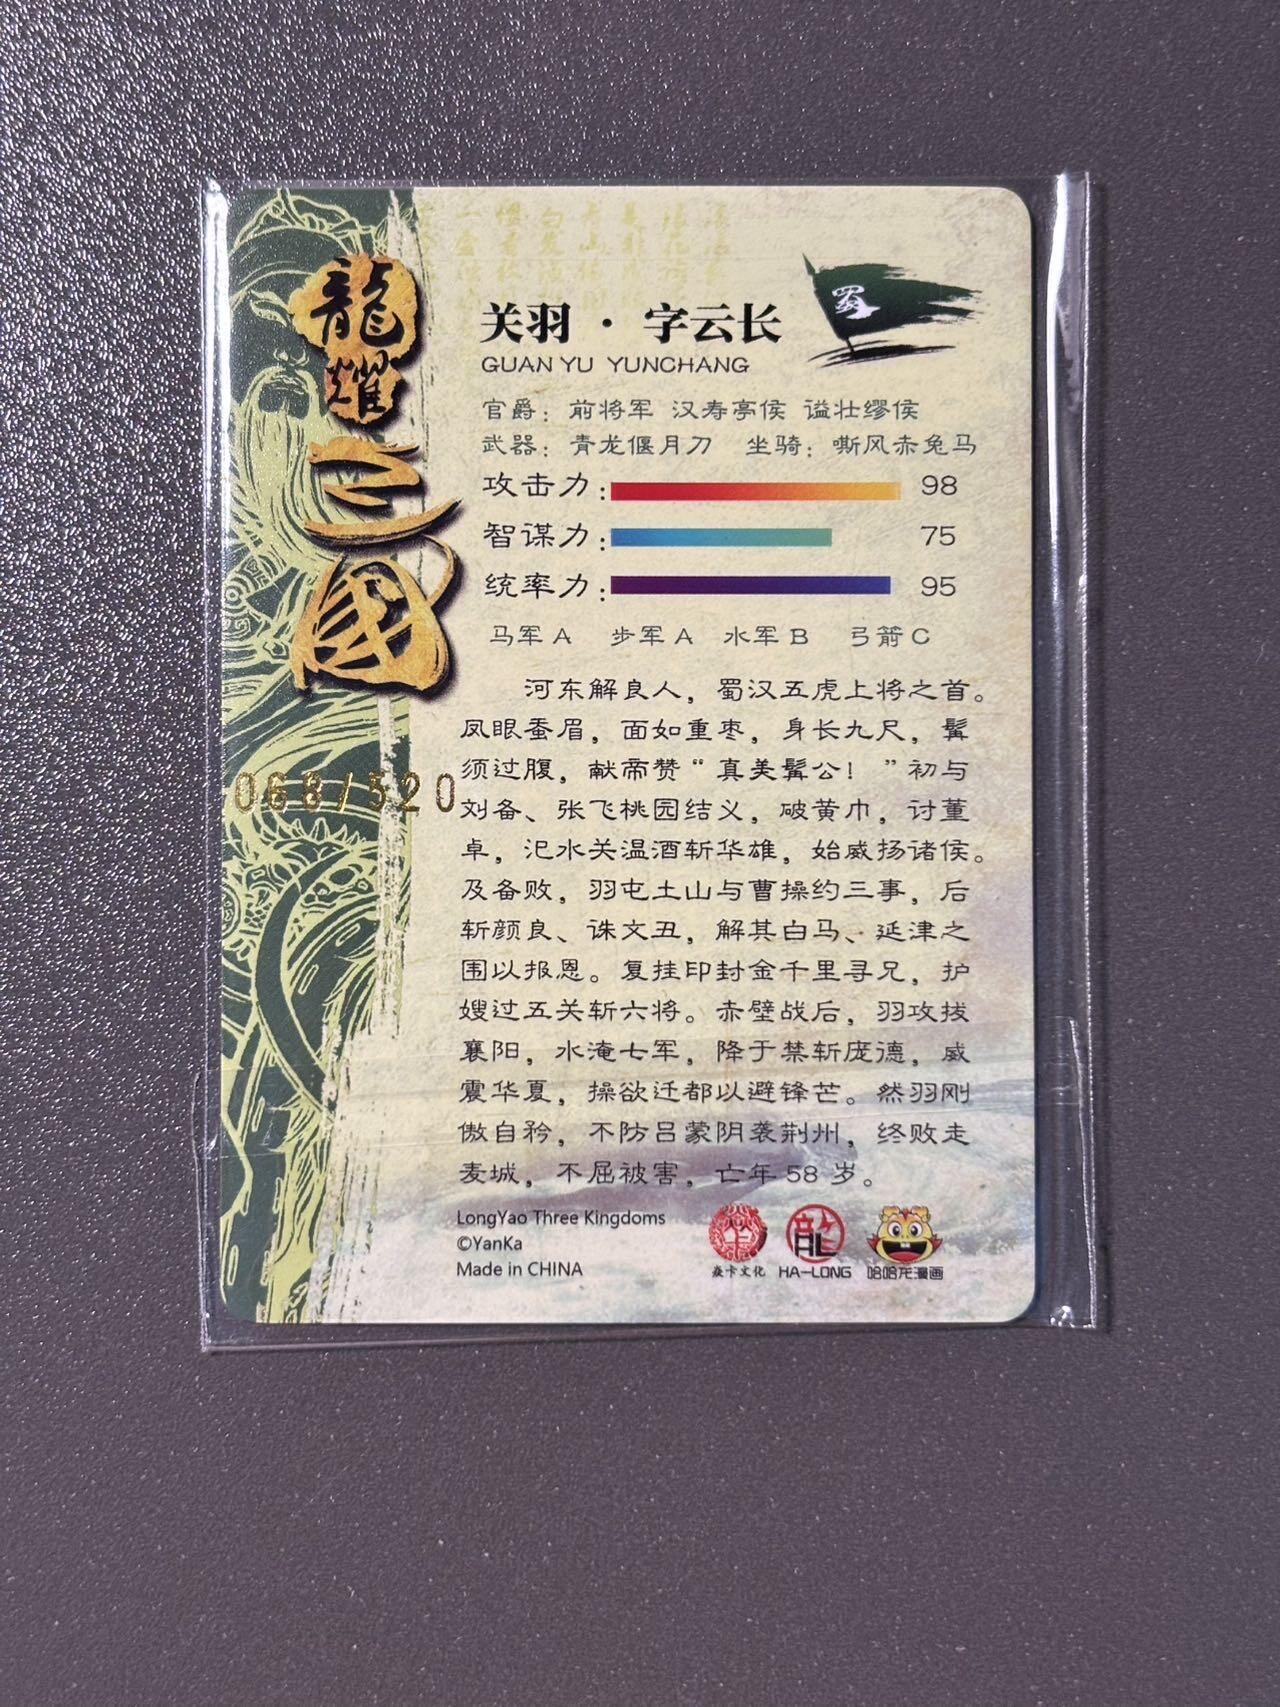 龍耀
三國
关羽·字云长
GUAN YU YUNCHANG
蜀
官爵：前将军 汉寿亭侯 谥壮缪侯
武器：青龙偃月刀 坐骑：嘶风赤兔马
攻击力： 98
智谋力： 75
统率力： 95
马军A 步军A 水军B 弓箭C
河东解良人，蜀汉五虎上将之首。
凤眼蚕眉，面如重枣，身长九尺，髯
须过腹，献帝赞“真美髯公！”初与
刘备、张飞桃园结义，破黄巾，讨董
卓，汜水关温酒斩华雄，始威扬诸侯。
及备败，羽屯土山与曹操约三事，后
斩颜良、诛文丑，解其白马、延津之
围以报恩。复挂印封金千里寻兄，护
嫂过五关斩六将。赤壁战后，羽攻拔
襄阳，水淹七军，降于禁斩庞德，威
震华夏，操欲迁都以避锋芒。然羽刚
傲自矜，不防吕蒙阴袭荆州，终败走
麦城，不屈被害，亡年58岁。
068/520
LongYao Three Kingdoms
©YanKa
Made in CHINA
焱卡文化
HA-LONG
哈哈龙漫画